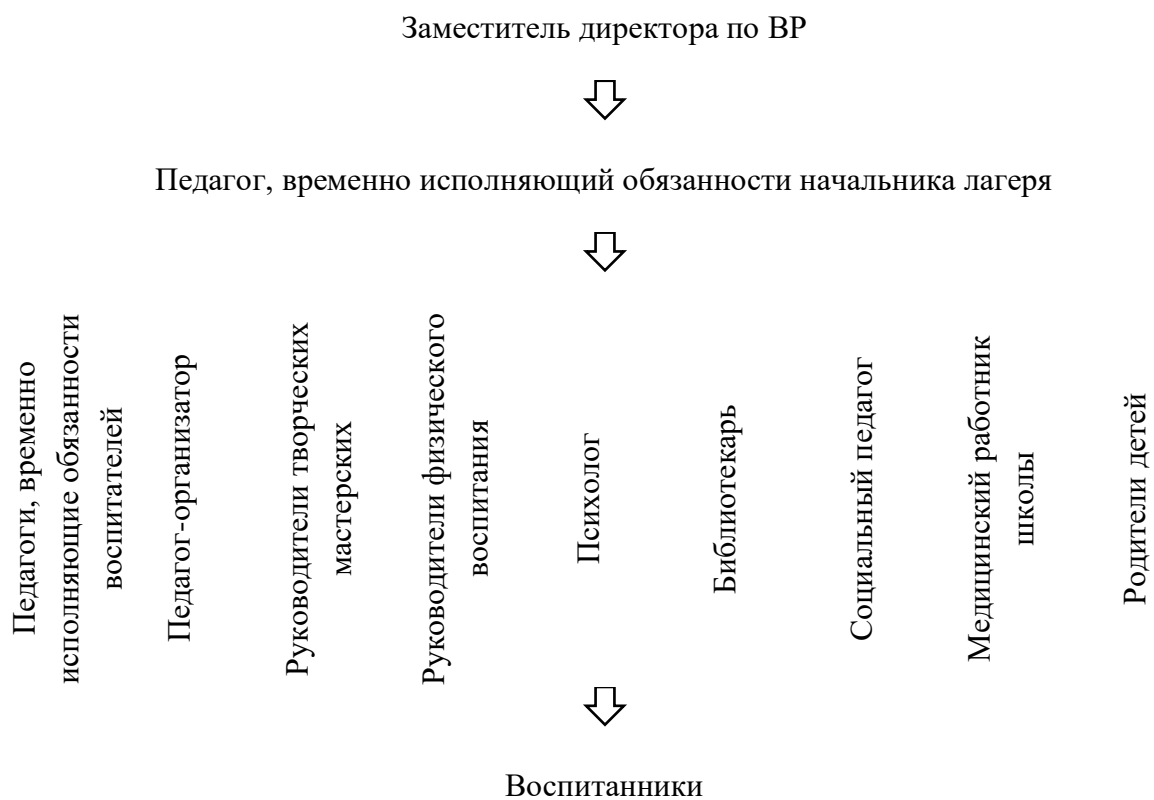 Заместитель директора по ВР
Педагог, временно исполняющий обязанности начальника лагеря
Педагоги, временно
исполняющие обязанности
воспитателей
Педагог-организатор
Руководители творческих
мастерских
Руководители физического
воспитания
Психолог
Библиотекарь
Социальный педагог
Медицинский работник
школы
Родители детей
Воспитанники